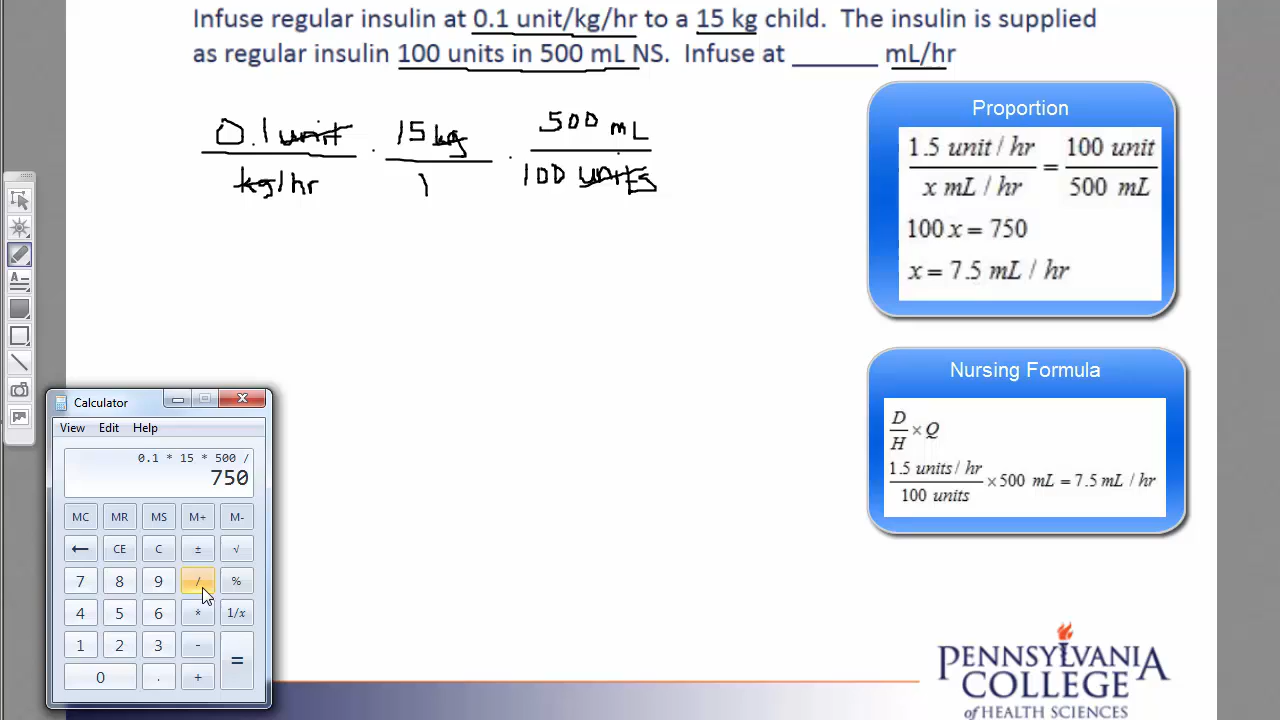 Infuse regular insulin at 0.1 unit/kg/hr to a 15 kg child. The insulin is supplied
as regular insulin 100 units in 500 mL NS. Infuse at ______ mL/hr
0.1 unit · 15 kg · 500 mL
kg/hr 1 100 units
Proportion
1.5 unit / hr = 100 unit
x mL / hr 500 mL
100 x = 750
x = 7.5 mL / hr
Nursing Formula
D
H × Q
1.5 units / hr
100 units × 500 mL = 7.5 mL / hr
Calculator
View Edit Help
0.1 * 15 * 500 /
750
MC MR MS M+ M-
← CE C ± √
7 8 9 / %
4 5 6 * 1/x
1 2 3 - =
0 . +
PENNSYLVANIA
COLLEGE
of HEALTH SCIENCES